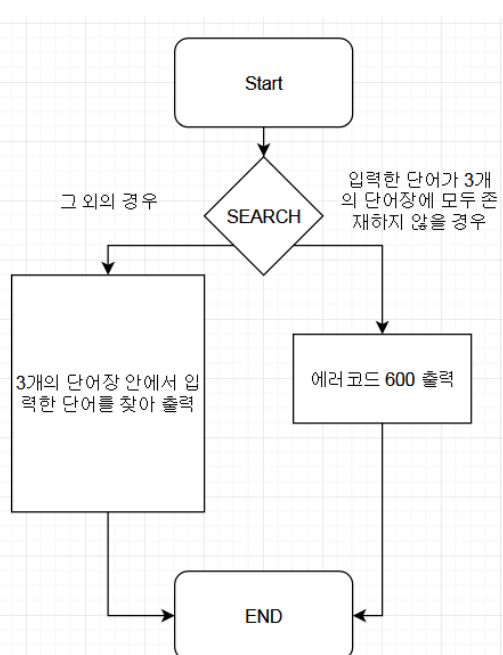 Start
그 외의 경우
SEARCH
입력한 단어가 3개
의 단어장에 모두 존
재하지 않을 경우
3개의 단어장 안에서 입
력한 단어를 찾아 출력
에러 코드 600 출력
END